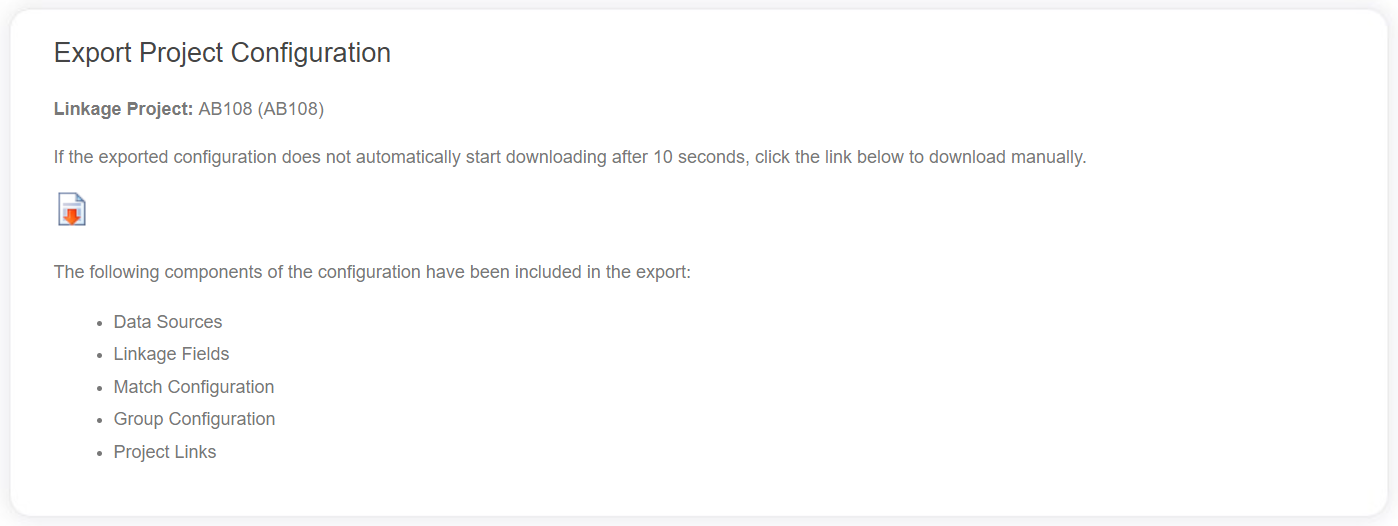 Export Project Configuration
Linkage Project: AB108 (AB108)
If the exported configuration does not automatically start downloading after 10 seconds, click the link below to download manually.
The following components of the configuration have been included in the export:
• Data Sources
• Linkage Fields
• Match Configuration
• Group Configuration
• Project Links